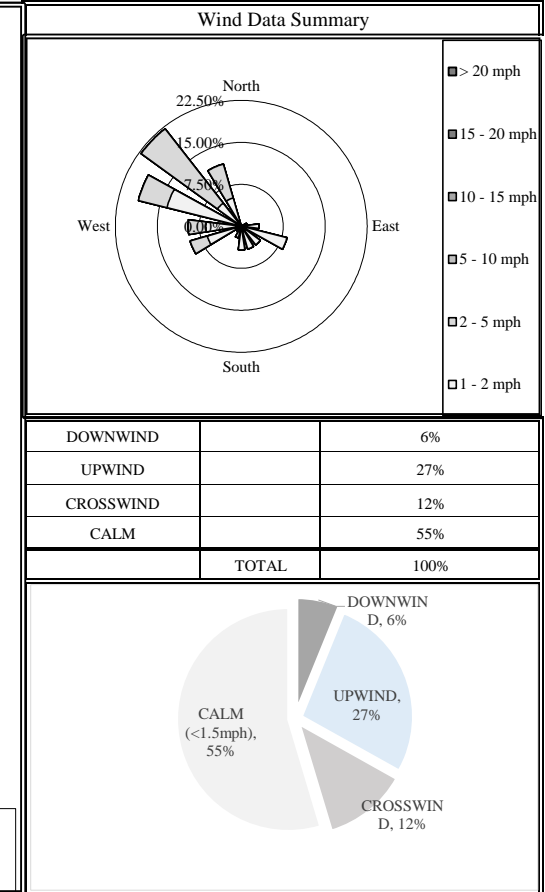 Wind Data Summary
North
22.50%
15.00%
7.50%
0.00%
West
East
South
> 20 mph
15 - 20 mph
10 - 15 mph
5 - 10 mph
2 - 5 mph
1 - 2 mph
DOWNWIND 6%
UPWIND 27%
CROSSWIND 12%
CALM 55%
TOTAL 100%
DOWNWIN
D, 6%
UPWIND,
27%
CALM
(<1.5mph),
55%
CROSSWIN
D, 12%